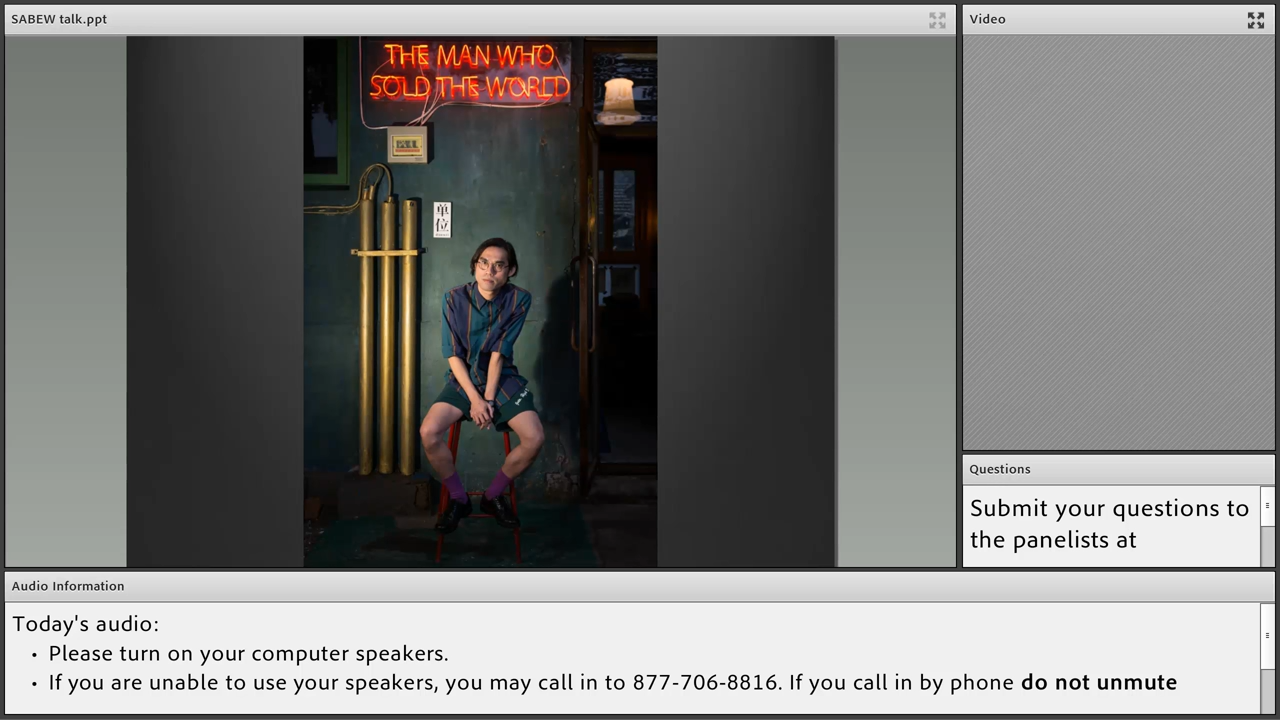 SABEW talk.ppt
THE MAN WHO
SOLD THE WORLD
单
位
Video
Questions
Submit your questions to
the panelists at
Audio Information
Today's audio:
• Please turn on your computer speakers.
• If you are unable to use your speakers, you may call in to 877-706-8816. If you call in by phone do not unmute